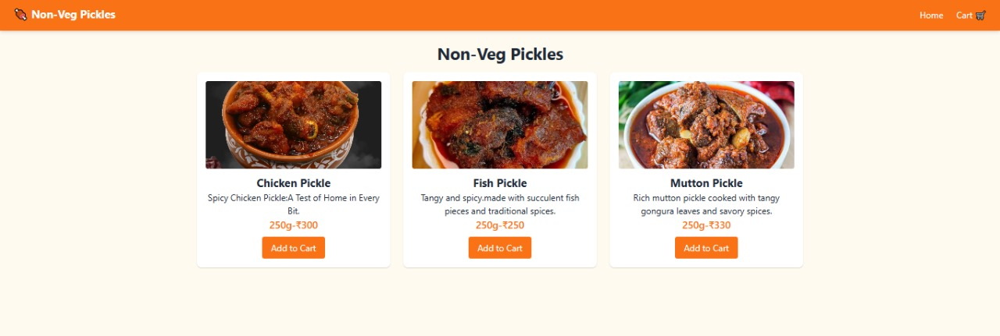 Non-Veg Pickles
Home
Cart
Non-Veg Pickles
Chicken Pickle
Spicy Chicken Pickle:A Test of Home in Every
Bit.
250g-₹300
Add to Cart
Fish Pickle
Tangy and spicy.made with succulent fish
pieces and traditional spices.
250g-₹250
Add to Cart
Mutton Pickle
Rich mutton pickle cooked with tangy
gongura leaves and savory spices.
250g-₹330
Add to Cart